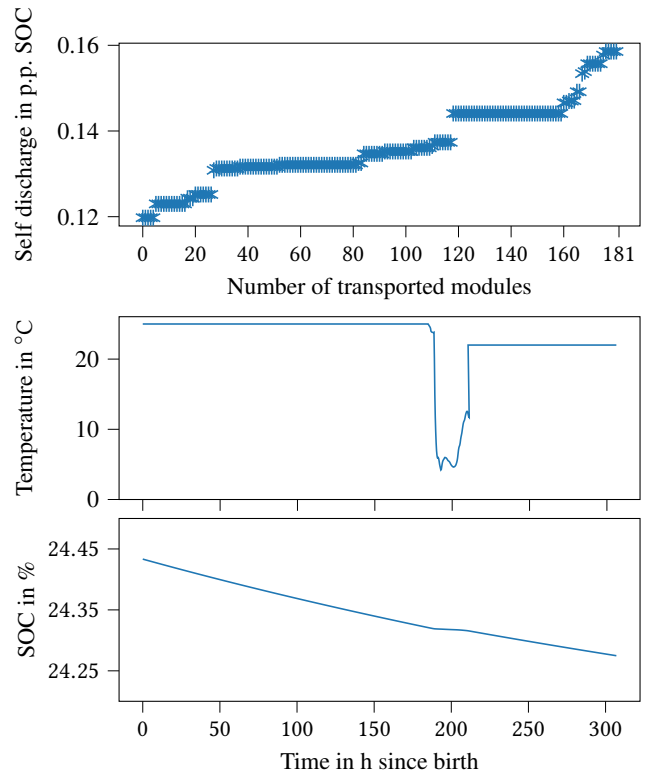 Self discharge in p.p. SOC
0.16
0.14
0.12
0 20 40 60 80 100 120 140 160 181
Number of transported modules
Temperature in °C
20
10
0
SOC in %
24.45
24.35
24.25
0 50 100 150 200 250 300
Time in h since birth